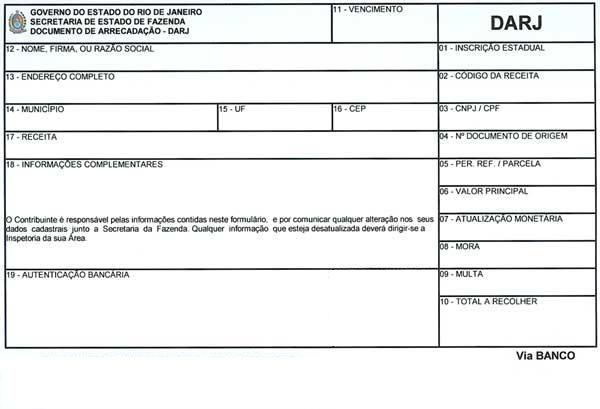 GOVERNO DO ESTADO DO RIO DE JANEIRO
SECRETARIA DE ESTADO DE FAZENDA
DOCUMENTO DE ARRECADAÇÃO - DARJ
11 - VENCIMENTO
DARJ
12 - NOME, FIRMA, OU RAZÃO SOCIAL
01 - INSCRIÇÃO ESTADUAL
13 - ENDEREÇO COMPLETO
02 - CÓDIGO DA RECEITA
14 - MUNICÍPIO
15 - UF
16 - CEP
03 - CNPJ / CPF
17 - RECEITA
04 - Nº DOCUMENTO DE ORIGEM
18 - INFORMAÇÕES COMPLEMENTARES
05 - PER. REF. / PARCELA
06 - VALOR PRINCIPAL
O Contribuinte é responsável pelas informações contidas neste formulário, e por comunicar qualquer alteração nos seus
dados cadastrais junto a Secretaria da Fazenda. Qualquer informação que esteja desatualizada deverá dirigir-se a
Inspetoria da sua Área.
07 - ATUALIZAÇÃO MONETÁRIA
08 - MORA
19 - AUTENTICAÇÃO BANCÁRIA
09 - MULTA
10 - TOTAL A RECOLHER
Via BANCO